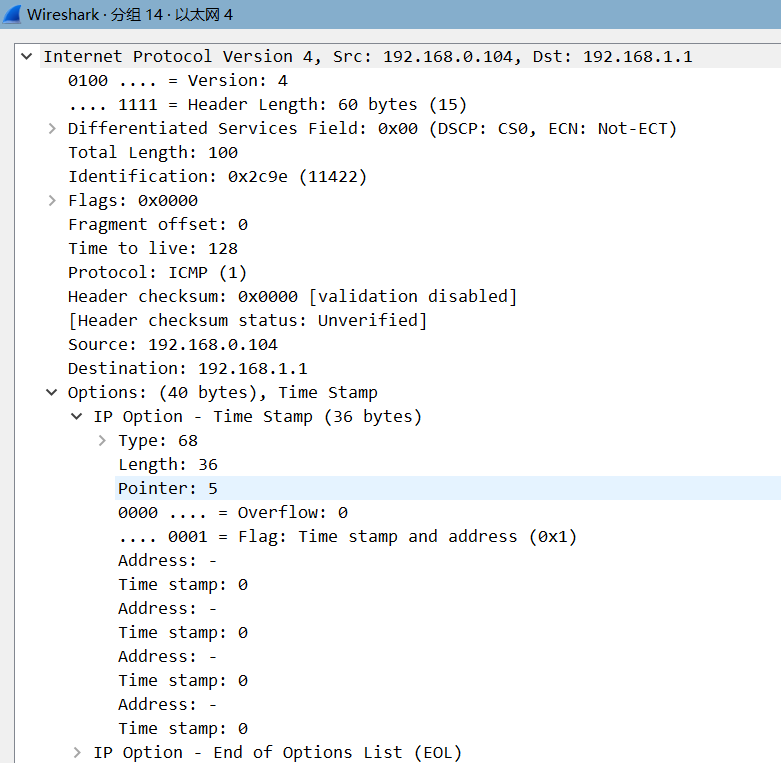 Wireshark · 分组 14 · 以太网 4
Internet Protocol Version 4, Src: 192.168.0.104, Dst: 192.168.1.1
0100 .... = Version: 4
.... 1111 = Header Length: 60 bytes (15)
Differentiated Services Field: 0x00 (DSCP: CS0, ECN: Not-ECT)
Total Length: 100
Identification: 0x2c9e (11422)
Flags: 0x0000
Fragment offset: 0
Time to live: 128
Protocol: ICMP (1)
Header checksum: 0x0000 [validation disabled]
[Header checksum status: Unverified]
Source: 192.168.0.104
Destination: 192.168.1.1
Options: (40 bytes), Time Stamp
IP Option - Time Stamp (36 bytes)
Type: 68
Length: 36
Pointer: 5
0000 .... = Overflow: 0
.... 0001 = Flag: Time stamp and address (0x1)
Address: -
Time stamp: 0
Address: -
Time stamp: 0
Address: -
Time stamp: 0
Address: -
Time stamp: 0
IP Option - End of Options List (EOL)